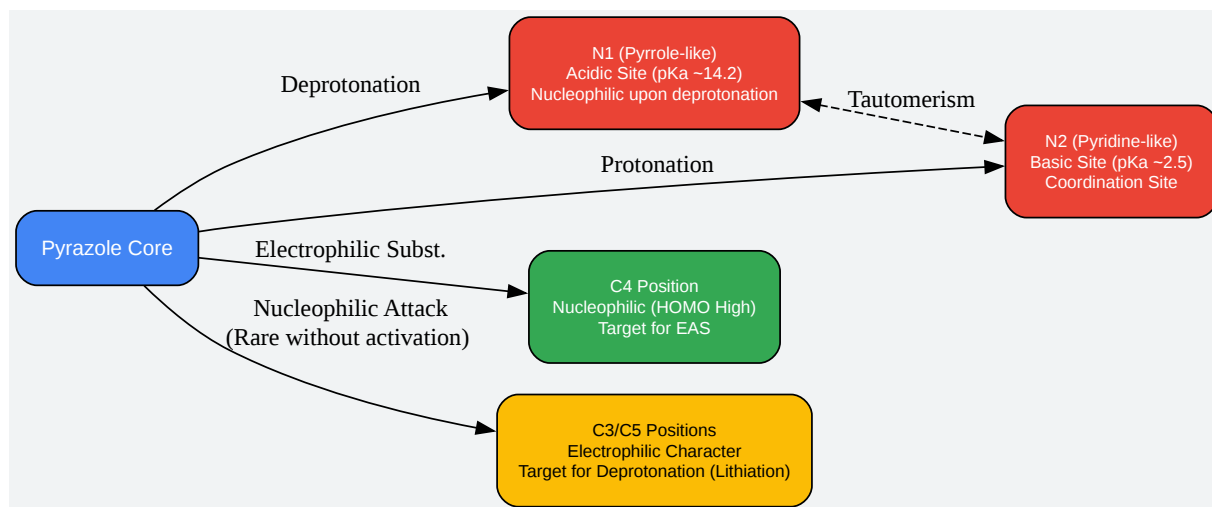 N1 (Pyrrole-like)
Acidic Site (pKa ~14.2)
Nucleophilic upon deprotonation
Deprotonation
Tautomerism
N2 (Pyridine-like)
Basic Site (pKa ~2.5)
Coordination Site
Protonation
Pyrazole Core
Electrophilic Subst.
C4 Position
Nucleophilic (HOMO High)
Target for EAS
Nucleophilic Attack
(Rare without activation)
C3/C5 Positions
Electrophilic Character
Target for Deprotonation (Lithiation)